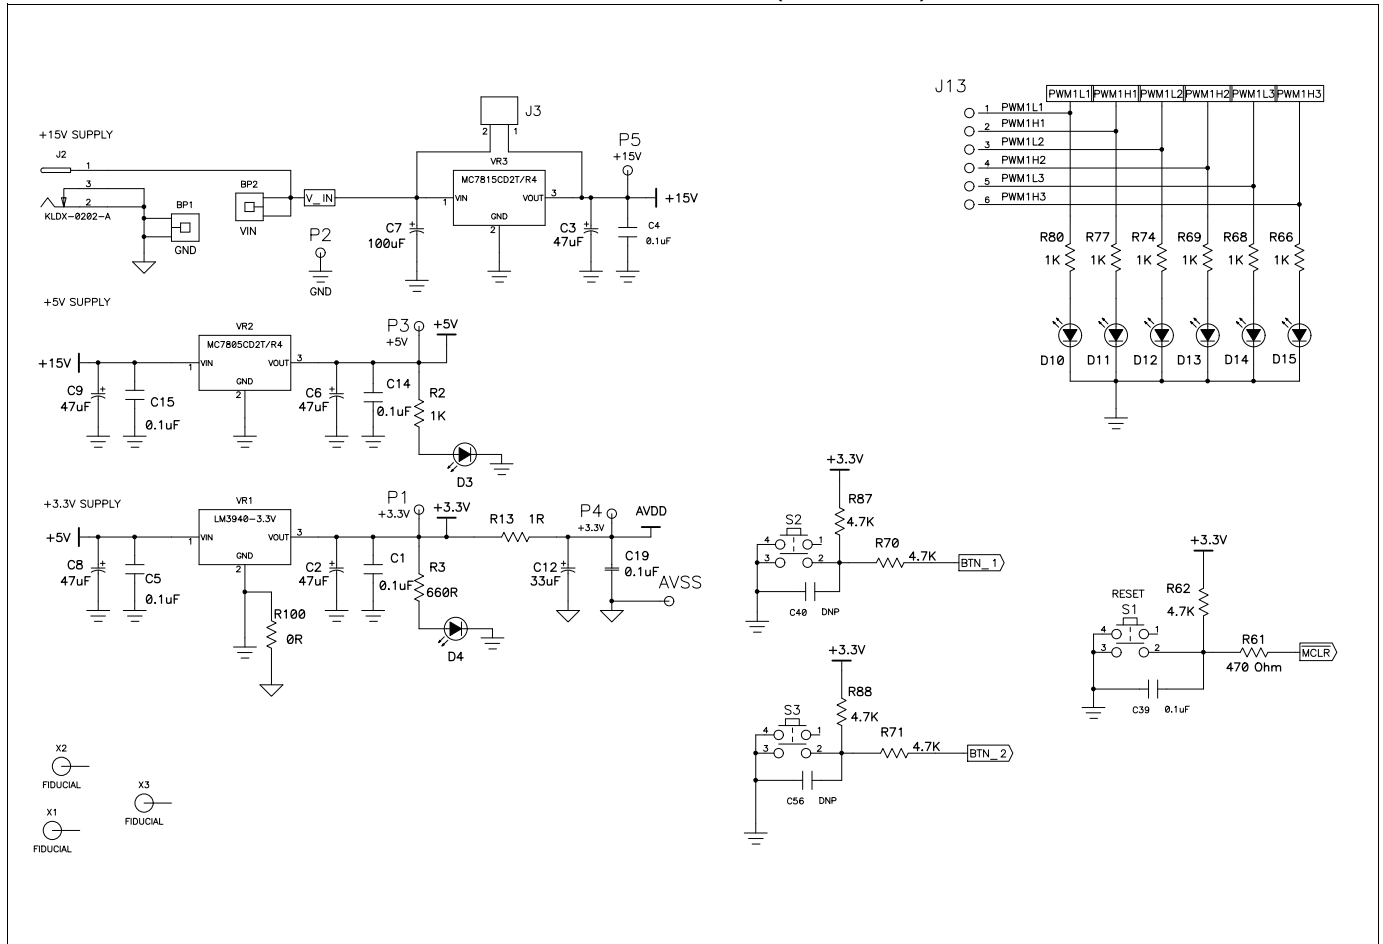 +15V SUPPLY
J2
1
3
2
KLDX-0202-A
BP1
GND
BP2
VIN
V_IN
P2
GND
J3
2 1
VR3
MC7815CD2T/R4
1 VIN VOUT 3
GND
2
C7
100uF
C3
47uF
P5
+15V
C4
0.1uF
+15V
+5V SUPPLY
VR2
MC7805CD2T/R4
+15V
1 VIN VOUT 3
GND
2
C9
47uF
C15
0.1uF
C6
47uF
C14
0.1uF
P3
+5V
+5V
R2
1K
D3
+3.3V SUPPLY
VR1
LM3940-3.3V
+5V
1 VIN VOUT 3
GND
2
C8
47uF
C5
0.1uF
R100
0R
C2
47uF
C1
0.1uF
P1
+3.3V
+3.3V
R3
660R
D4
R13 1R
C12
33uF
P4
+3.3V
AVDD
C19
0.1uF
AVSS
X2
FIDUCIAL
X3
FIDUCIAL
X1
FIDUCIAL
J13
1 PWM1L1
2 PWM1H1
3 PWM1L2
4 PWM1H2
5 PWM1L3
6 PWM1H3
PWM1L1 PWM1H1 PWM1L2 PWM1H2 PWM1L3 PWM1H3
R80 R77 R74 R69 R68 R66
1K 1K 1K 1K 1K 1K
D10 D11 D12 D13 D14 D15
+3.3V
R87
4.7K
S2
4 1
3 2
R70
4.7K
BTN_1
C40 DNP
+3.3V
R88
4.7K
S3
4 1
3 2
R71
4.7K
BTN_2
C56 DNP
+3.3V
R62
4.7K
RESET
S1
4 1
3 2
R61
470 Ohm
MCLR
C39 0.1uF